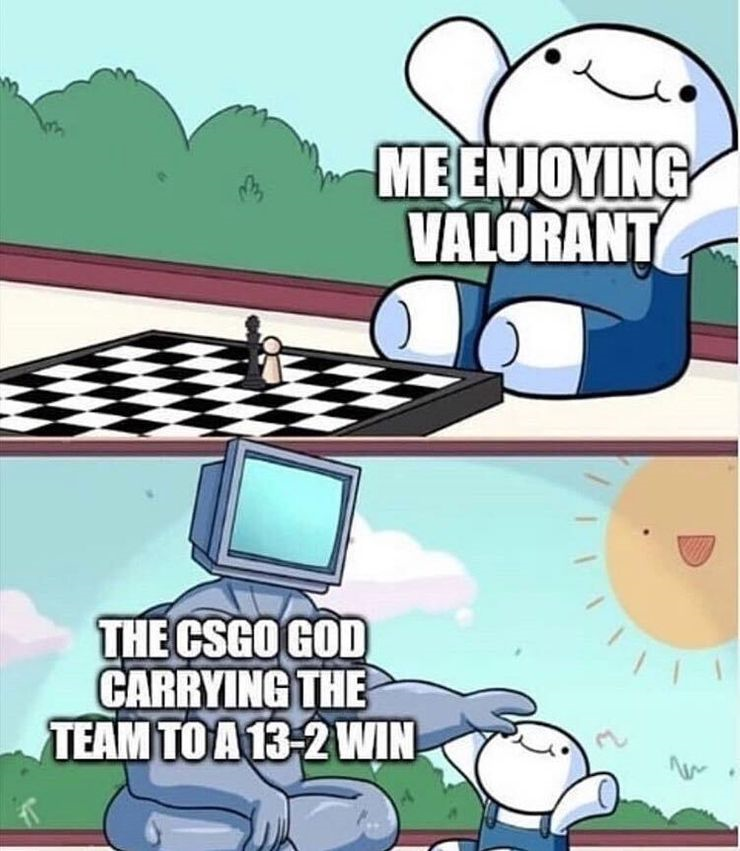 ME ENJOYING
VALORANT
THE CSGO GOD
CARRYING THE
TEAM TO A 13-2 WIN